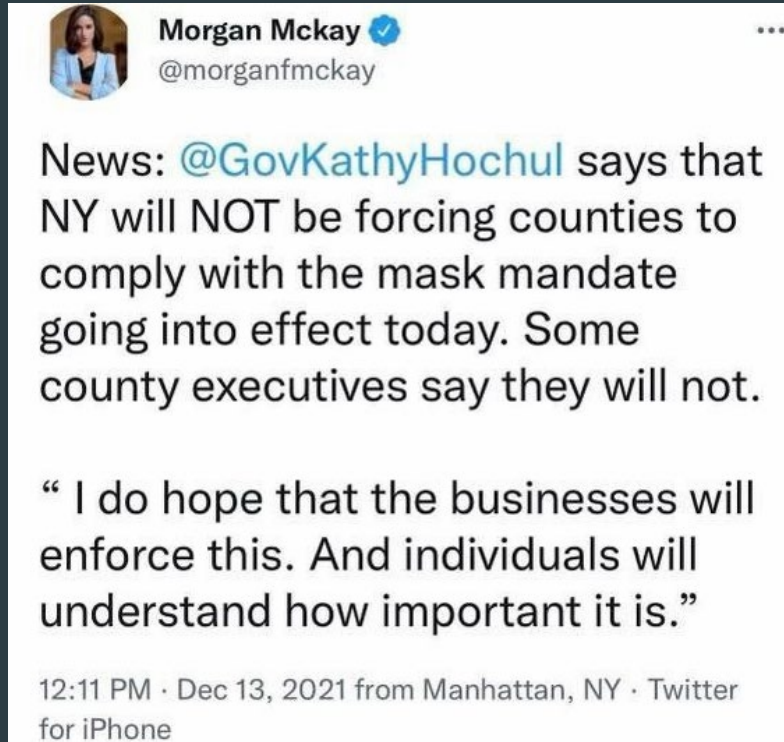 Morgan Mckay
@morganfmckay
News: @GovKathyHochul says that
NY will NOT be forcing counties to
comply with the mask mandate
going into effect today. Some
county executives say they will not.
“ I do hope that the businesses will
enforce this. And individuals will
understand how important it is.”
12:11 PM · Dec 13, 2021 from Manhattan, NY · Twitter
for iPhone